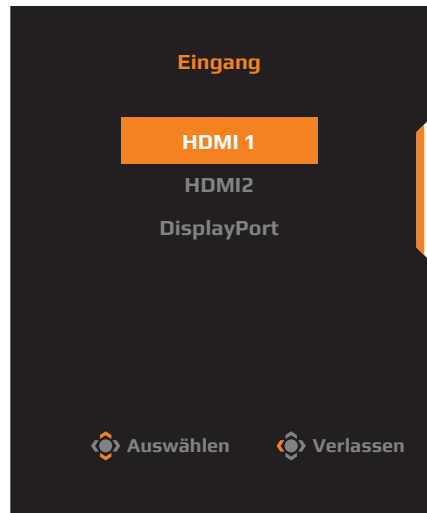 Eingang
HDMI 1
HDMI2
DisplayPort
Auswählen Verlassen